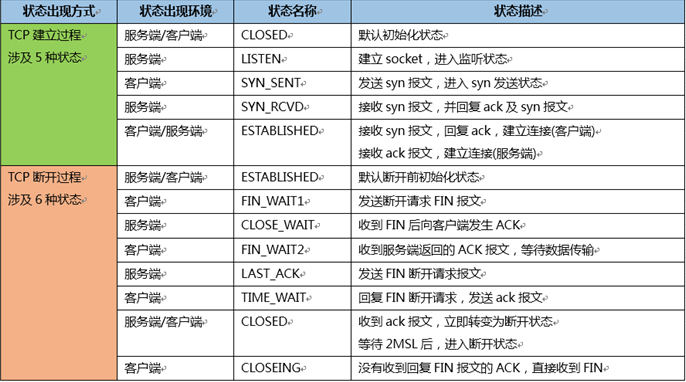 状态出现方式 状态出现环境 状态名称 状态描述
TCP 建立过程 服务端/客户端 CLOSED 默认初始化状态
涉及 5 种状态 服务端 LISTEN 建立 socket，进入监听状态
客户端 SYN_SENT 发送 syn 报文，进入 syn 发送状态
服务端 SYN_RCVD 接收 syn 报文，并回复 ack 及 syn 报文
客户端/服务端 ESTABLISHED 接收 syn 报文，回复 ack，建立连接(客户端)
接收 ack 报文，建立连接(服务端)
TCP 断开过程 服务端/客户端 ESTABLISHED 默认断开前初始化状态
涉及 6 种状态 客户端 FIN_WAIT1 发送断开请求 FIN 报文
服务端 CLOSE_WAIT 收到 FIN 后向客户端发生 ACK
客户端 FIN_WAIT2 收到服务端返回的 ACK 报文，等待数据传输
服务端 LAST_ACK 发送 FIN 断开请求报文
客户端 TIME_WAIT 回复 FIN 断开请求，发送 ack 报文
服务端/客户端 CLOSED 收到 ack 报文，立即转变为断开状态
等待 2MSL 后，进入断开状态
客户端 CLOSEING 没有收到回复 FIN 报文的 ACK，直接收到 FIN